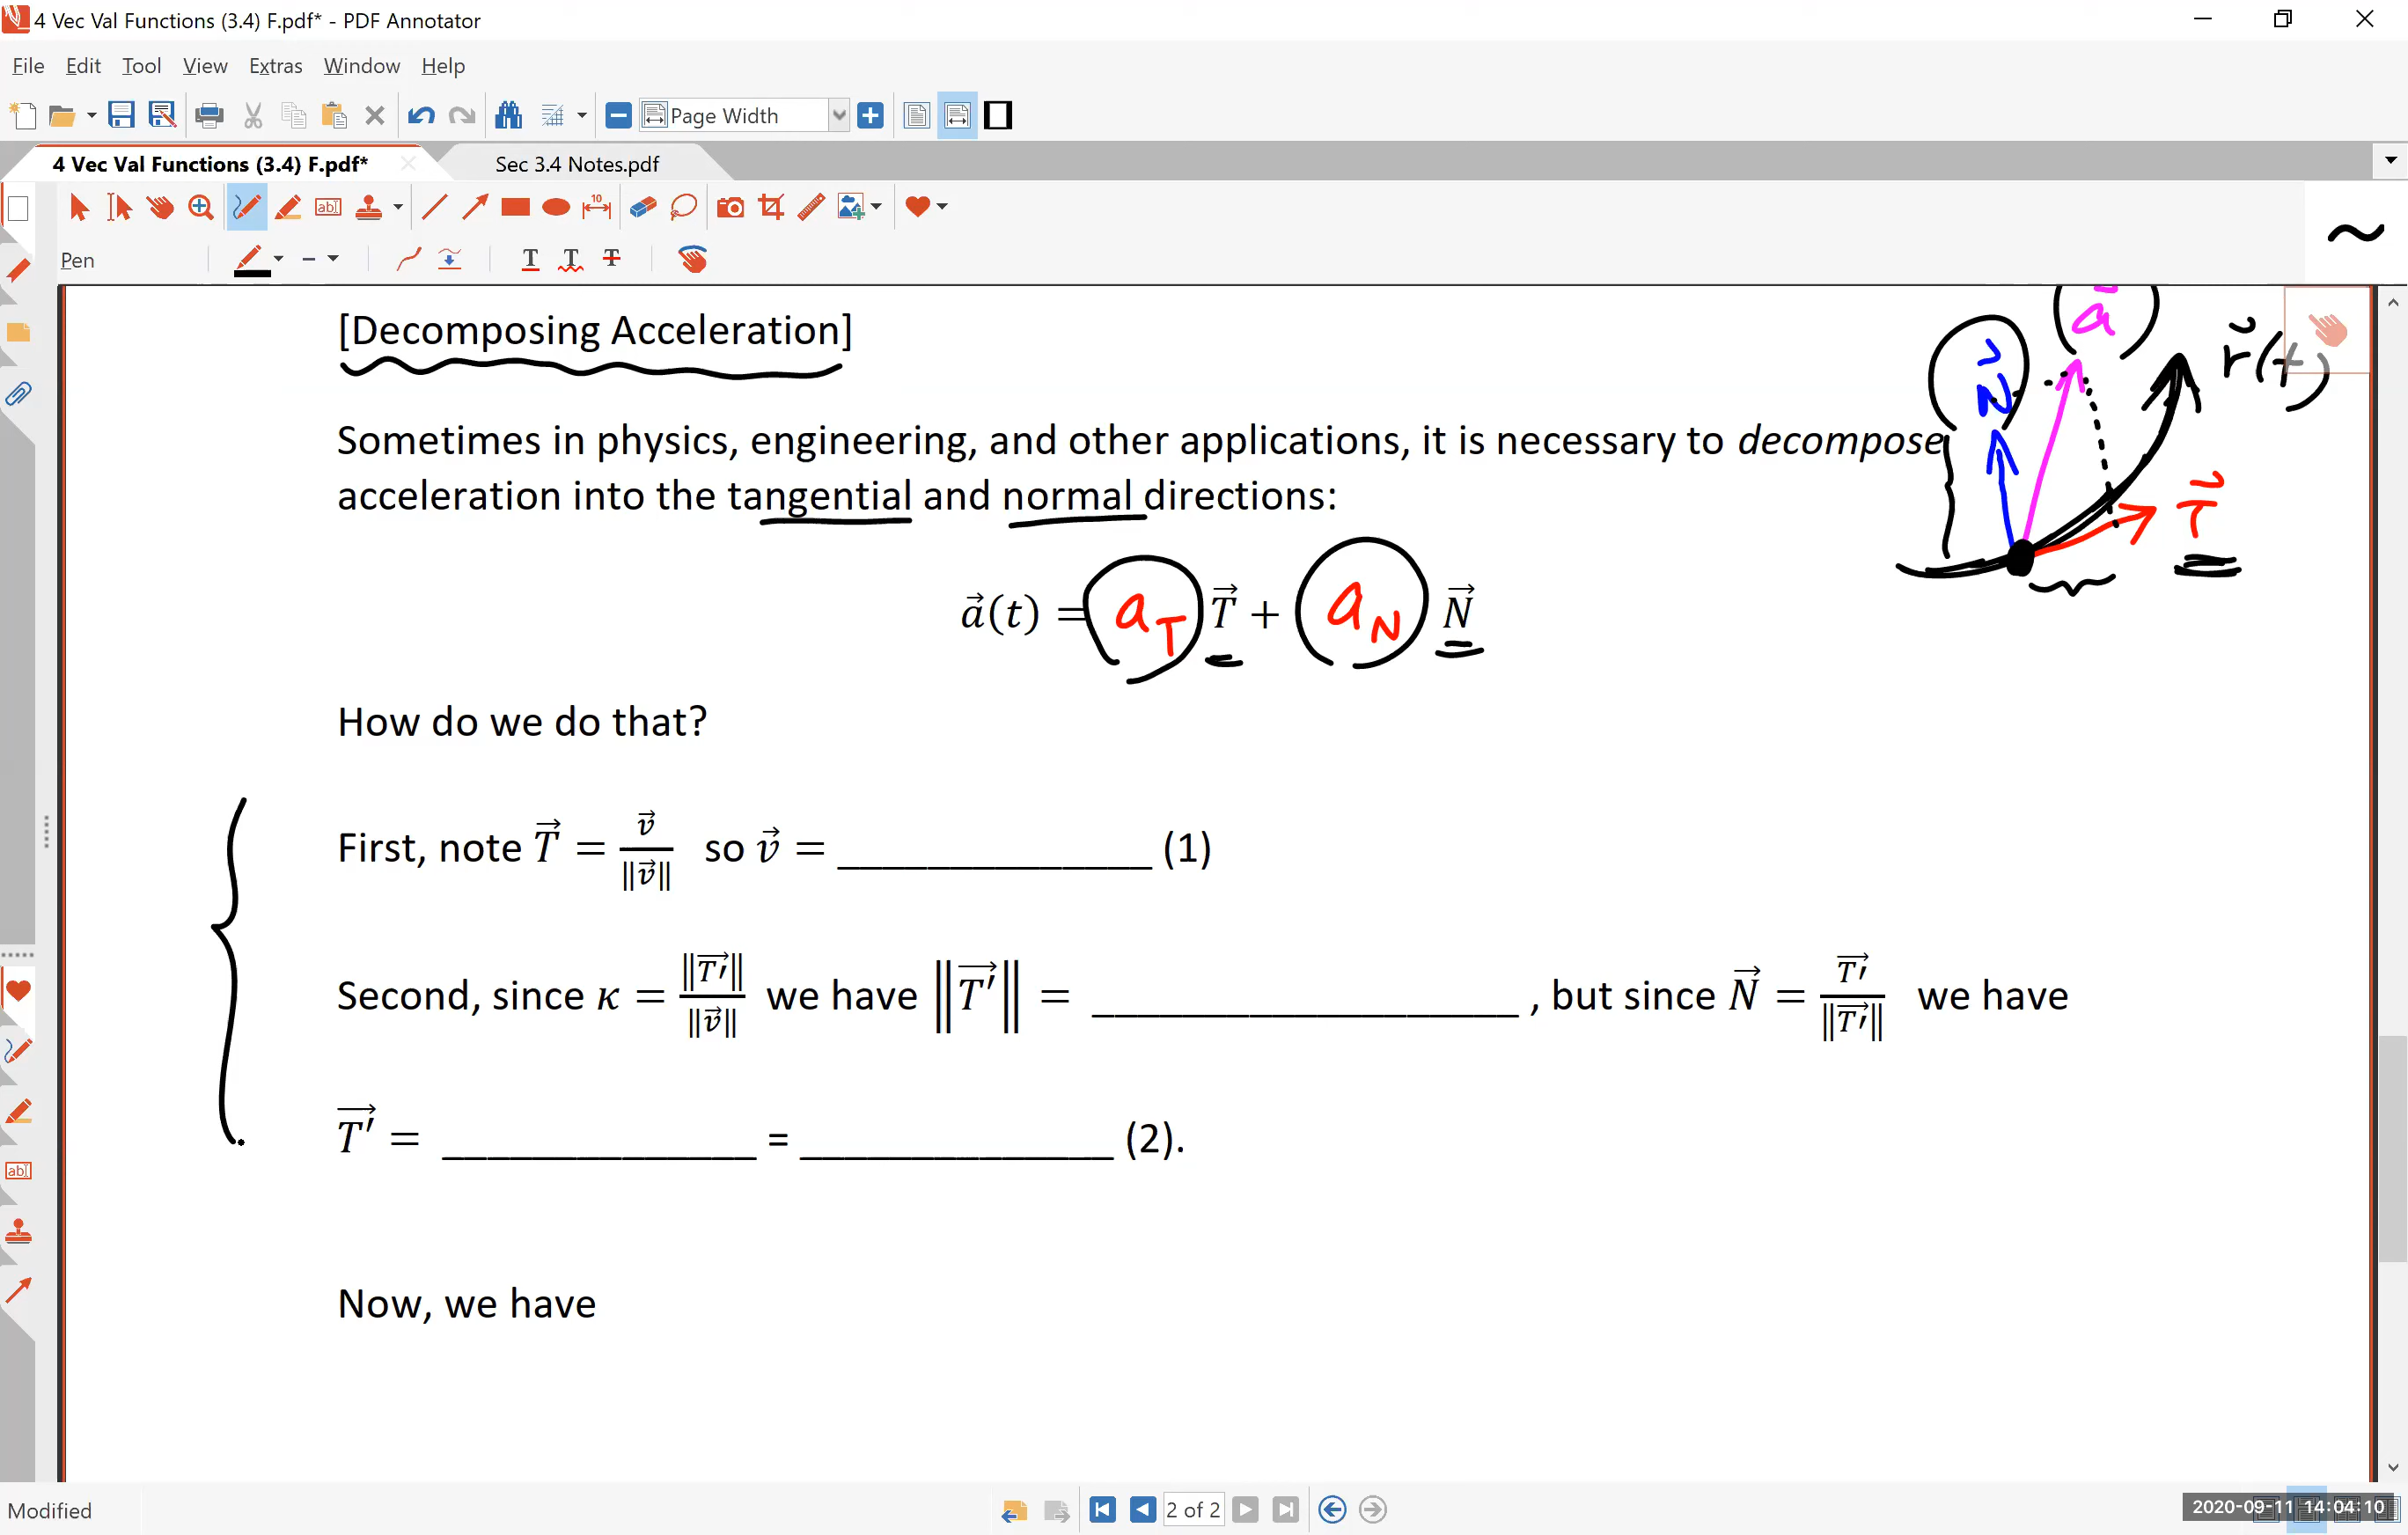 4 Vec Val Functions (3.4) F.pdf* - PDF Annotator
File Edit Tool View Extras Window Help
Page Width
4 Vec Val Functions (3.4) F.pdf* Sec 3.4 Notes.pdf
Pen
[Decomposing Acceleration]
Sometimes in physics, engineering, and other applications, it is necessary to decompose
acceleration into the tangential and normal directions:
N⃗ a⃗ r⃗(t) T⃗
a⃗(t) = a_T T⃗ + a_N N⃗
How do we do that?
First, note T⃗ = v⃗/‖v⃗‖ so v⃗ = ______________ (1)
Second, since κ = ‖T⃗′‖/‖v⃗‖ we have ‖T⃗′‖ = ___________________ , but since N⃗ = T⃗′/‖T⃗′‖ we have
T⃗′ = ______________ = ______________ (2).
Now, we have
Modified
2 of 2
2020-09-11 14:04:10